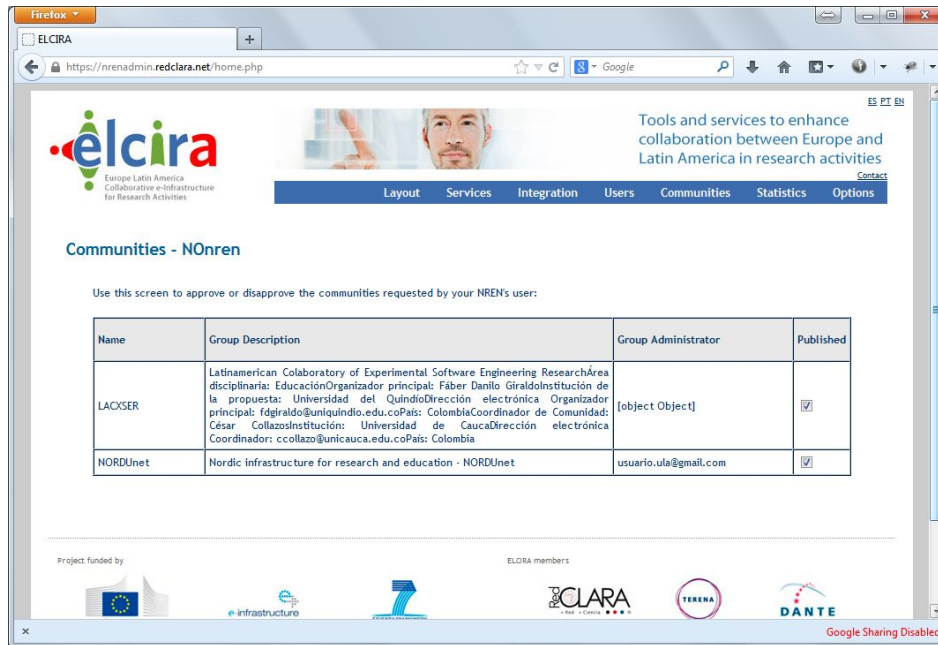 Firefox
ELCIRA
https://nrenadmin.redclara.net/home.php
Google
ES PT EN
elcira
Europe Latin America
Collaborative e-Infrastructure
for Research Activities
Tools and services to enhance
collaboration between Europe and
Latin America in research activities
Contact
Layout Services Integration Users Communities Statistics Options
Communities - NOnren
Use this screen to approve or disapprove the communities requested by your NREN's user:
Name Group Description Group Administrator Published
Latinamerican Colaboratory of Experimental Software Engineering ResearchÁrea
disciplinaria: EducaciónOrganizador principal: Fáber Danilo GiraldoInstitución de
la propuesta: Universidad del QuindíoDirección electrónica Organizador
principal: fdgiraldo@uniquindio.edu.coPaís: ColombiaCoordinador de Comunidad:
César CollazosInstitución: Universidad de CaucaDirección electrónica
Coordinador: ccollazo@unicauca.edu.coPaís: Colombia
LACXSER
[object Object]
NORDUnet Nordic infrastructure for research and education - NORDUnet usuario.ula@gmail.com
Project funded by
ELCIRA members
e-infrastructure
RedCLARA
TERENA
DANTE
Google Sharing Disabled